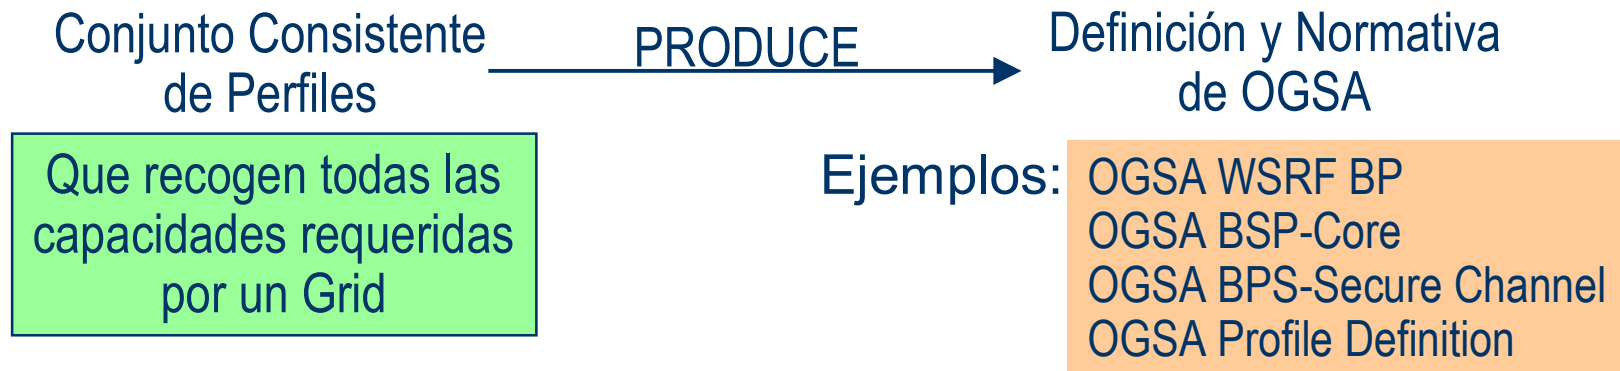 Conjunto Consistente
de Perfiles
PRODUCE
Definición y Normativa
de OGSA
Que recogen todas las
capacidades requeridas
por un Grid
Ejemplos:
OGSA WSRF BP
OGSA BSP-Core
OGSA BPS-Secure Channel
OGSA Profile Definition